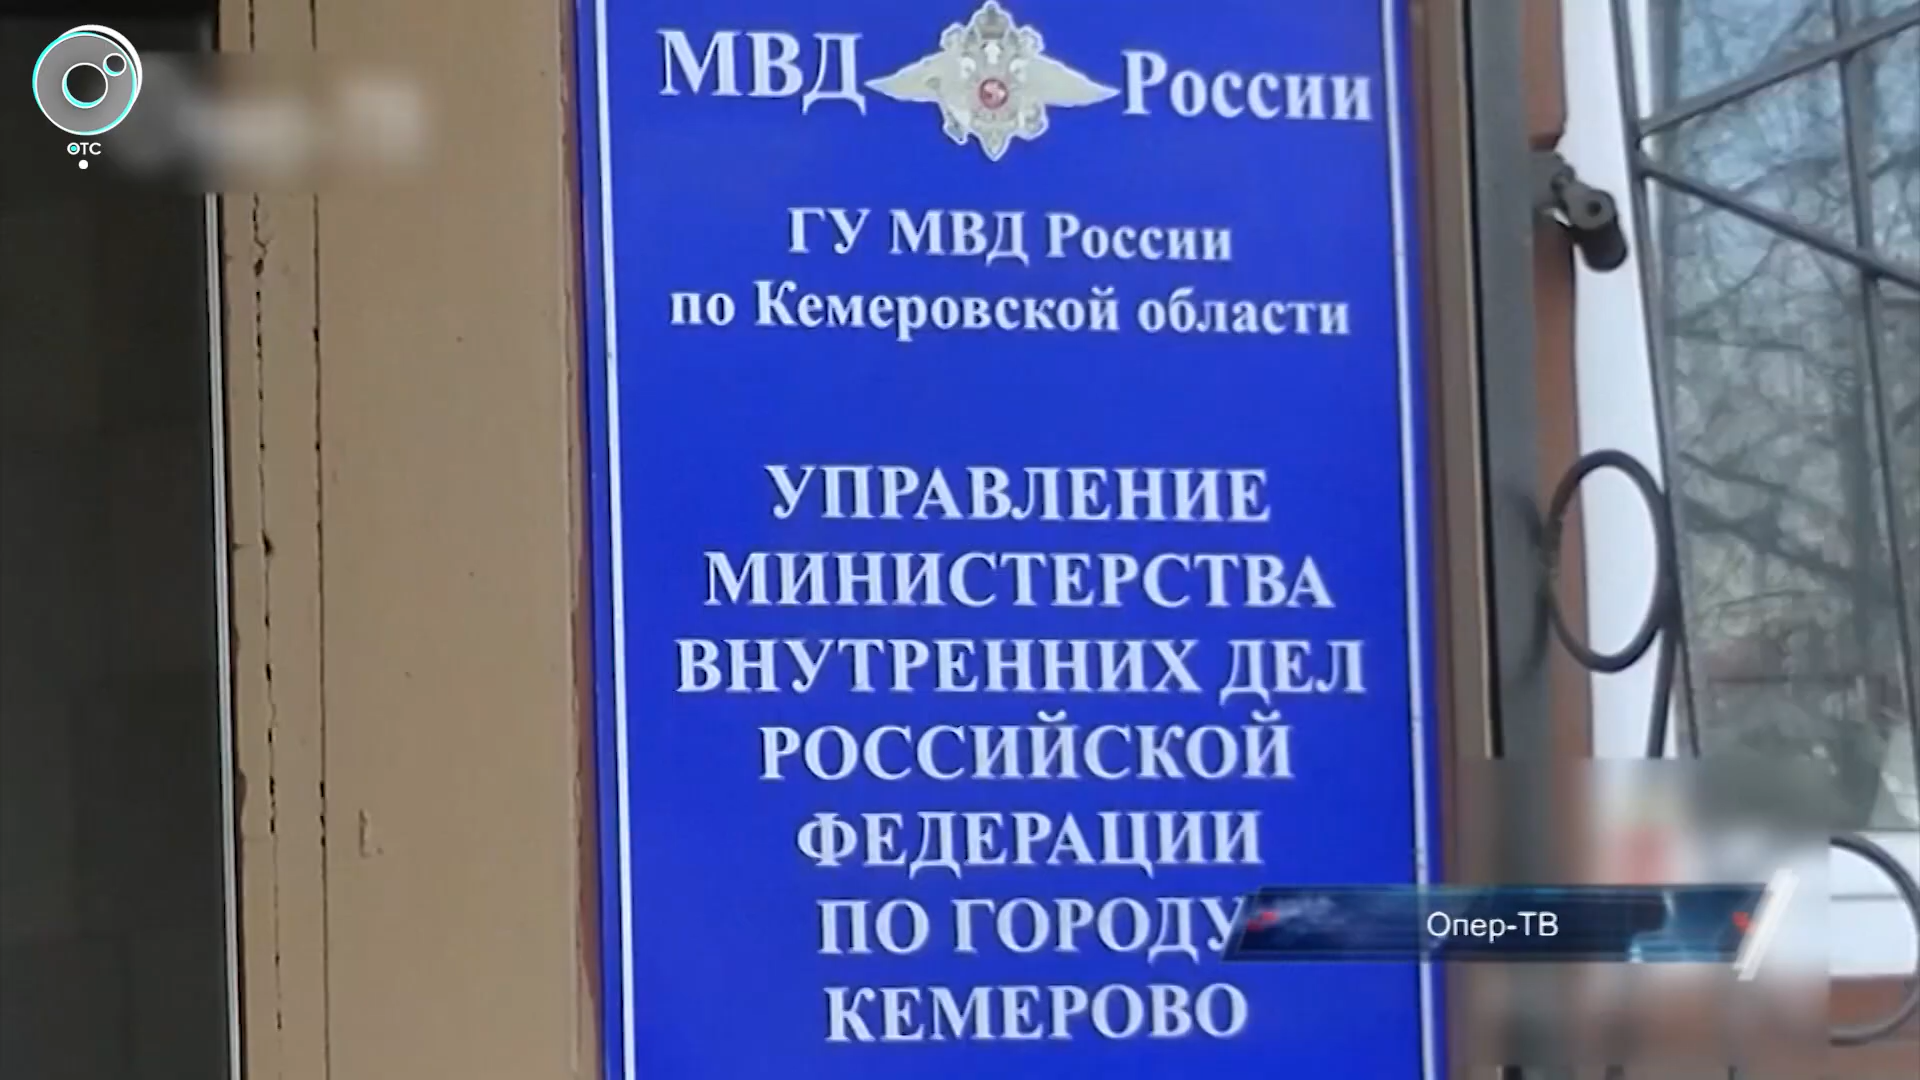 ОТС
МВД России
ГУ МВД России
по Кемеровской области
УПРАВЛЕНИЕ
МИНИСТЕРСТВА
ВНУТРЕННИХ ДЕЛ
РОССИЙСКОЙ
ФЕДЕРАЦИИ
ПО ГОРОДУ
КЕМЕРОВО
Опер-ТВ